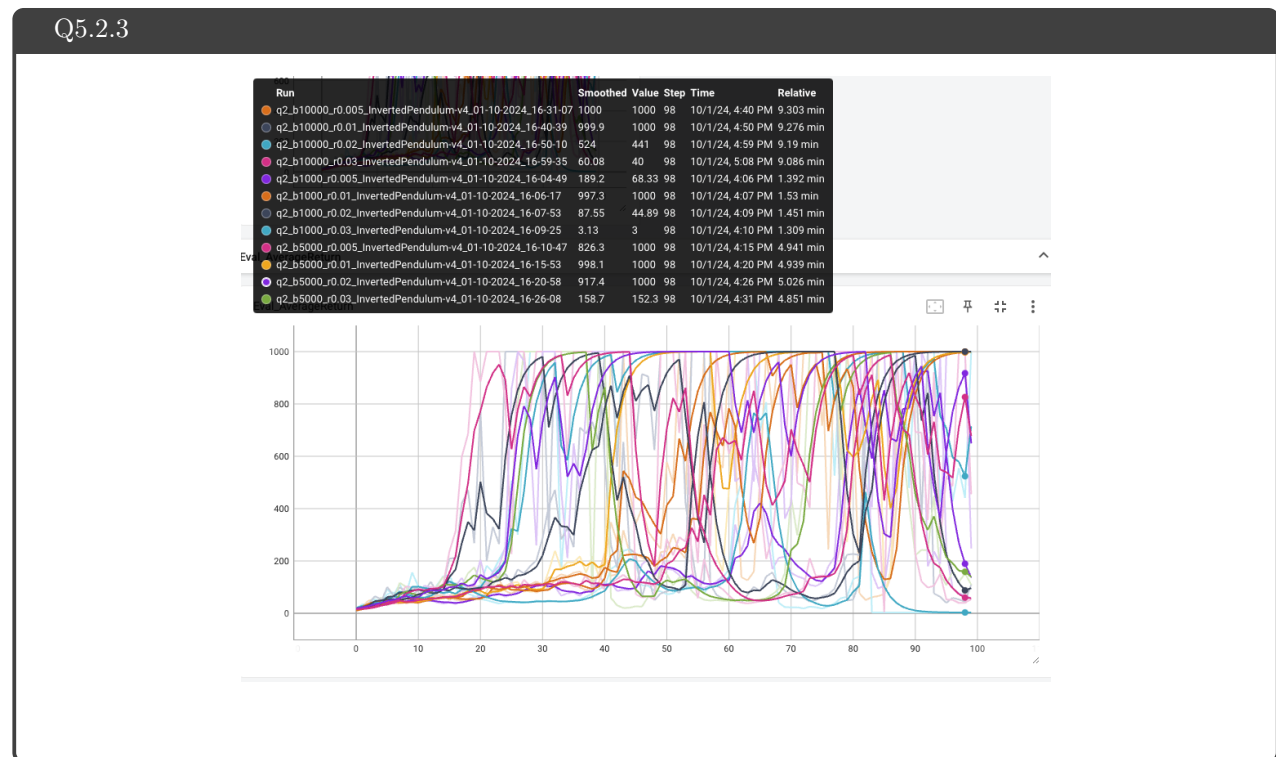 Q5.2.3
Run Smoothed Value Step Time Relative
q2_b10000_r0.005_InvertedPendulum-v4_01-10-2024_16-31-07 1000 1000 98 10/1/24, 4:40 PM 9.303 min
q2_b10000_r0.01_InvertedPendulum-v4_01-10-2024_16-40-39 999.9 1000 98 10/1/24, 4:50 PM 9.276 min
q2_b10000_r0.02_InvertedPendulum-v4_01-10-2024_16-50-10 524 441 98 10/1/24, 4:59 PM 9.19 min
q2_b10000_r0.03_InvertedPendulum-v4_01-10-2024_16-59-35 60.08 40 98 10/1/24, 5:08 PM 9.086 min
q2_b1000_r0.005_InvertedPendulum-v4_01-10-2024_16-04-49 189.2 68.33 98 10/1/24, 4:06 PM 1.392 min
q2_b1000_r0.01_InvertedPendulum-v4_01-10-2024_16-06-17 997.3 1000 98 10/1/24, 4:07 PM 1.53 min
q2_b1000_r0.02_InvertedPendulum-v4_01-10-2024_16-07-53 87.55 44.89 98 10/1/24, 4:09 PM 1.451 min
q2_b1000_r0.03_InvertedPendulum-v4_01-10-2024_16-09-25 3.13 3 98 10/1/24, 4:10 PM 1.309 min
q2_b5000_r0.005_InvertedPendulum-v4_01-10-2024_16-10-47 826.3 1000 98 10/1/24, 4:15 PM 4.941 min
q2_b5000_r0.01_InvertedPendulum-v4_01-10-2024_16-15-53 998.1 1000 98 10/1/24, 4:20 PM 4.939 min
q2_b5000_r0.02_InvertedPendulum-v4_01-10-2024_16-20-58 917.4 1000 98 10/1/24, 4:26 PM 5.026 min
q2_b5000_r0.03_InvertedPendulum-v4_01-10-2024_16-26-08 158.7 152.3 98 10/1/24, 4:31 PM 4.851 min
Eval_AverageReturn
Eval_AverageReturn
1000
800
600
400
200
0
0 10 20 30 40 50 60 70 80 90 100